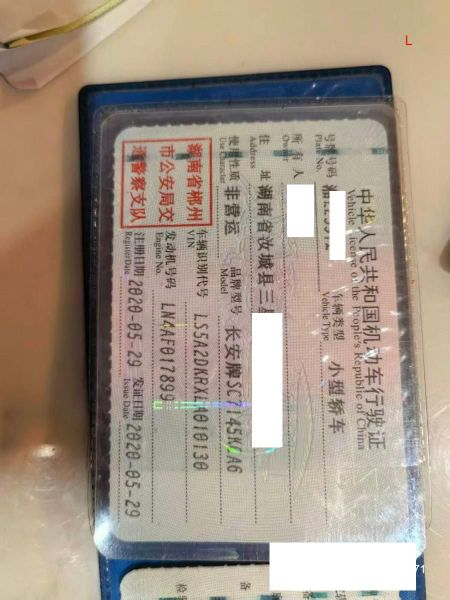 L
中华人民共和国机动车行驶证
Vehicle License of the People's Republic of China
号牌号码
Plate No.
车辆类型 小型轿车
Vehicle Type
所有人
Owner
住址 湖南省汝城县三
Address
使用性质 非营运
Use Character
品牌型号 长安牌
Model
湖南省郴州
市公安局交
通警察支队
车辆识别代号
VIN
发动机号码 LN4AF017899
Engine No.
注册日期 2020-05-29
Register Date
发证日期 2020-05-29
Issue Date
备